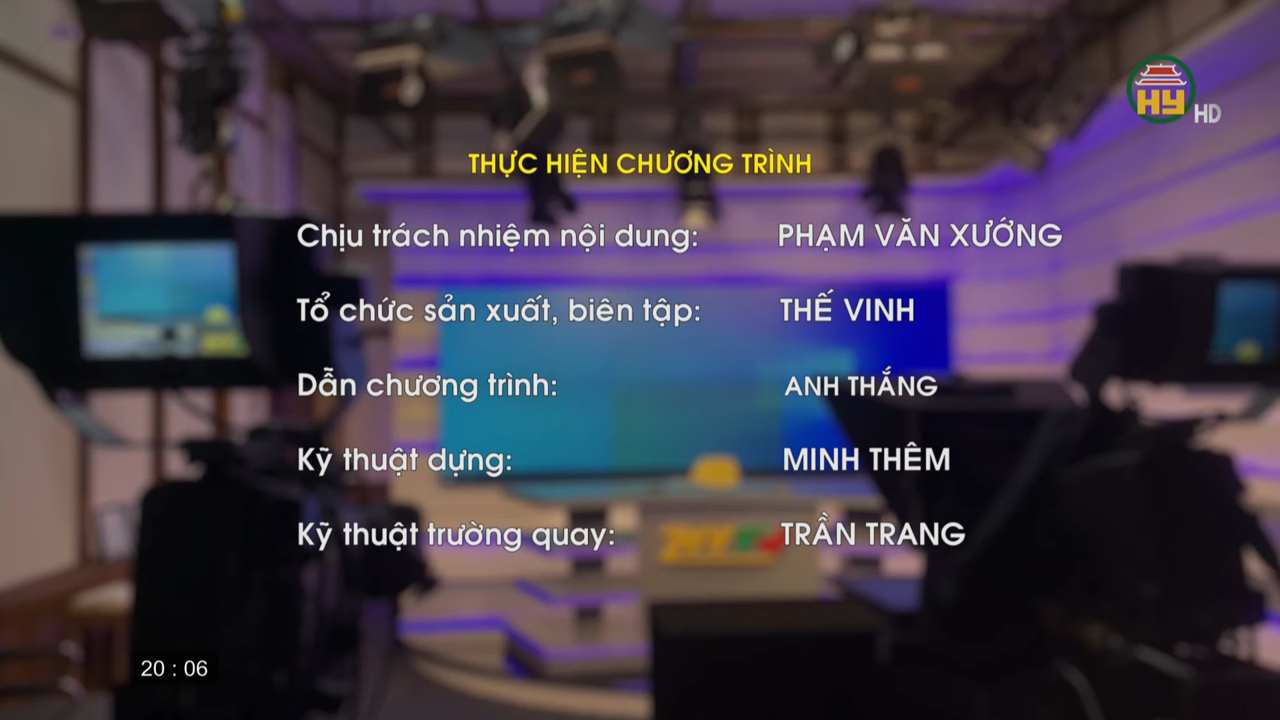 HY HD
THỰC HIỆN CHƯƠNG TRÌNH
Chịu trách nhiệm nội dung: PHẠM VĂN XƯỚNG
Tổ chức sản xuất, biên tập: THẾ VINH
Dẫn chương trình: ANH THẮNG
Kỹ thuật dựng: MINH THÊM
Kỹ thuật trường quay: TRẦN TRANG
20 : 06